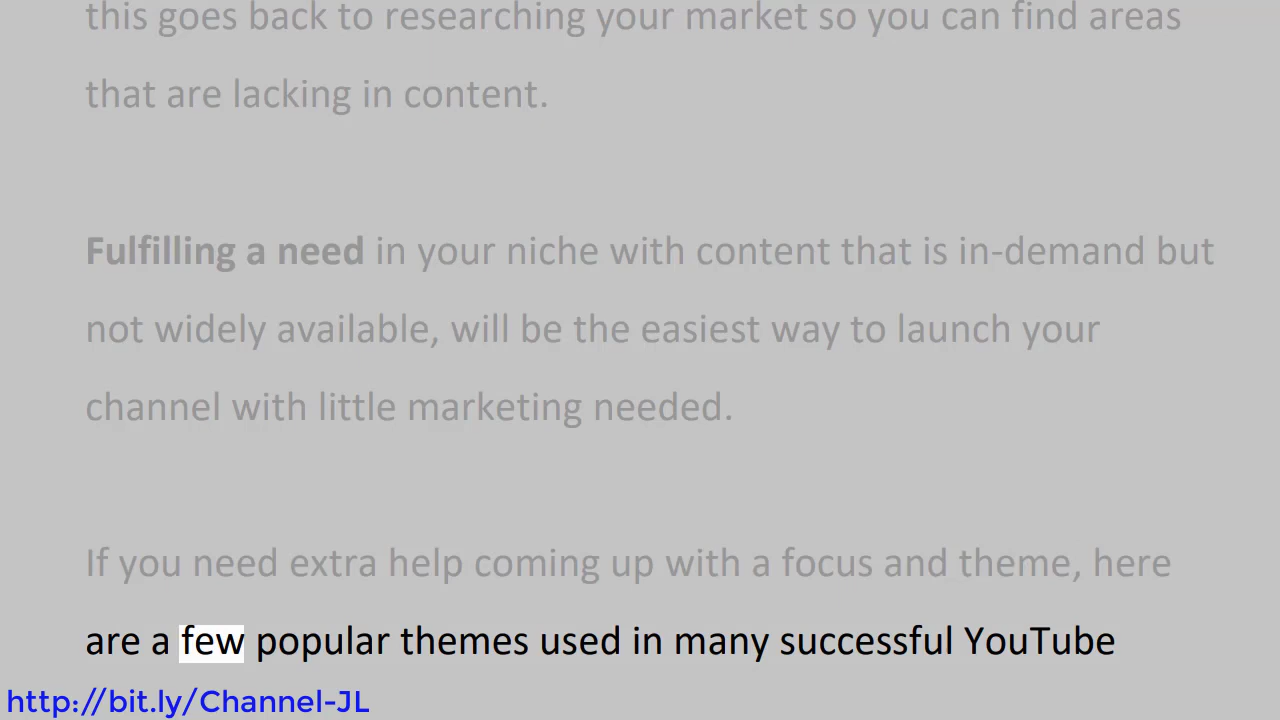 this goes back to researching your market so you can find areas
that are lacking in content.
Fulfilling a need in your niche with content that is in-demand but
not widely available, will be the easiest way to launch your
channel with little marketing needed.
If you need extra help coming up with a focus and theme, here
are a few popular themes used in many successful YouTube
http://bit.ly/Channel-JL